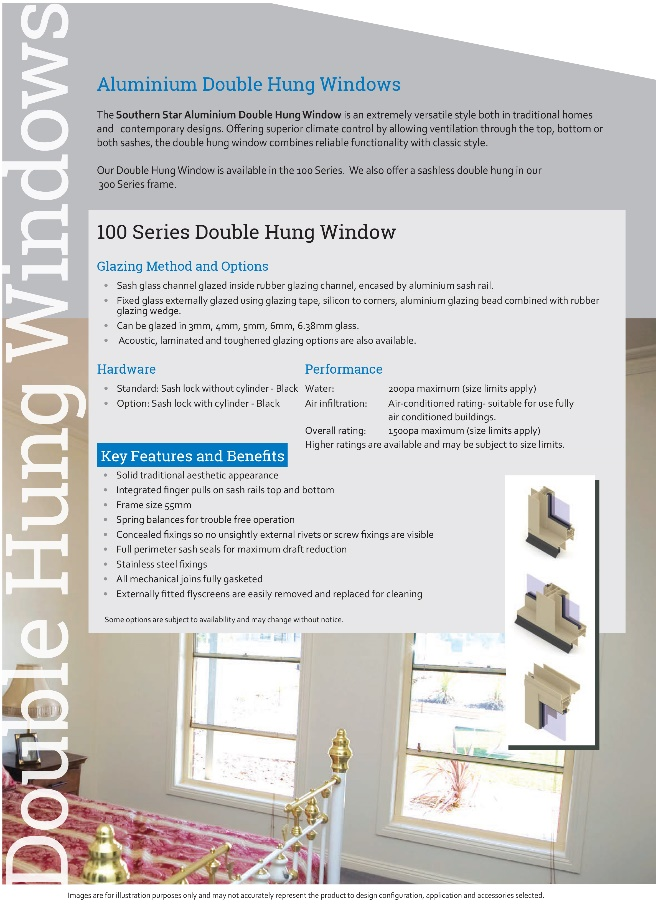 Double Hung Windows
Aluminium Double Hung Windows
The Southern Star Aluminium Double Hung Window is an extremely versatile style both in traditional homes
and contemporary designs. Offering superior climate control by allowing ventilation through the top, bottom or
both sashes, the double hung window combines reliable functionality with classic style.
Our Double Hung Window is available in the 100 Series. We also offer a sashless double hung in our
300 Series frame.
100 Series Double Hung Window
Glazing Method and Options
• Sash glass channel glazed inside rubber glazing channel, encased by aluminium sash rail.
• Fixed glass externally glazed using glazing tape, silicon to corners, aluminium glazing bead combined with rubber
glazing wedge.
• Can be glazed in 3mm, 4mm, 5mm, 6mm, 6.38mm glass.
• Acoustic, laminated and toughened glazing options are also available.
Hardware
• Standard: Sash lock without cylinder - Black
• Option: Sash lock with cylinder - Black
Performance
Water: 200pa maximum (size limits apply)
Air infiltration: Air-conditioned rating- suitable for use fully
air conditioned buildings.
Overall rating: 1500pa maximum (size limits apply)
Higher ratings are available and may be subject to size limits.
Key Features and Benefits
• Solid traditional aesthetic appearance
• Integrated finger pulls on sash rails top and bottom
• Frame size 55mm
• Spring balances for trouble free operation
• Concealed fixings so no unsightly external rivets or screw fixings are visible
• Full perimeter sash seals for maximum draft reduction
• Stainless steel fixings
• All mechanical joins fully gasketed
• Externally fitted flyscreens are easily removed and replaced for cleaning
Some options are subject to availability and may change without notice.
Images are for illustration purposes only and may not accurately represent the product to design configuration, application and accessories selected.